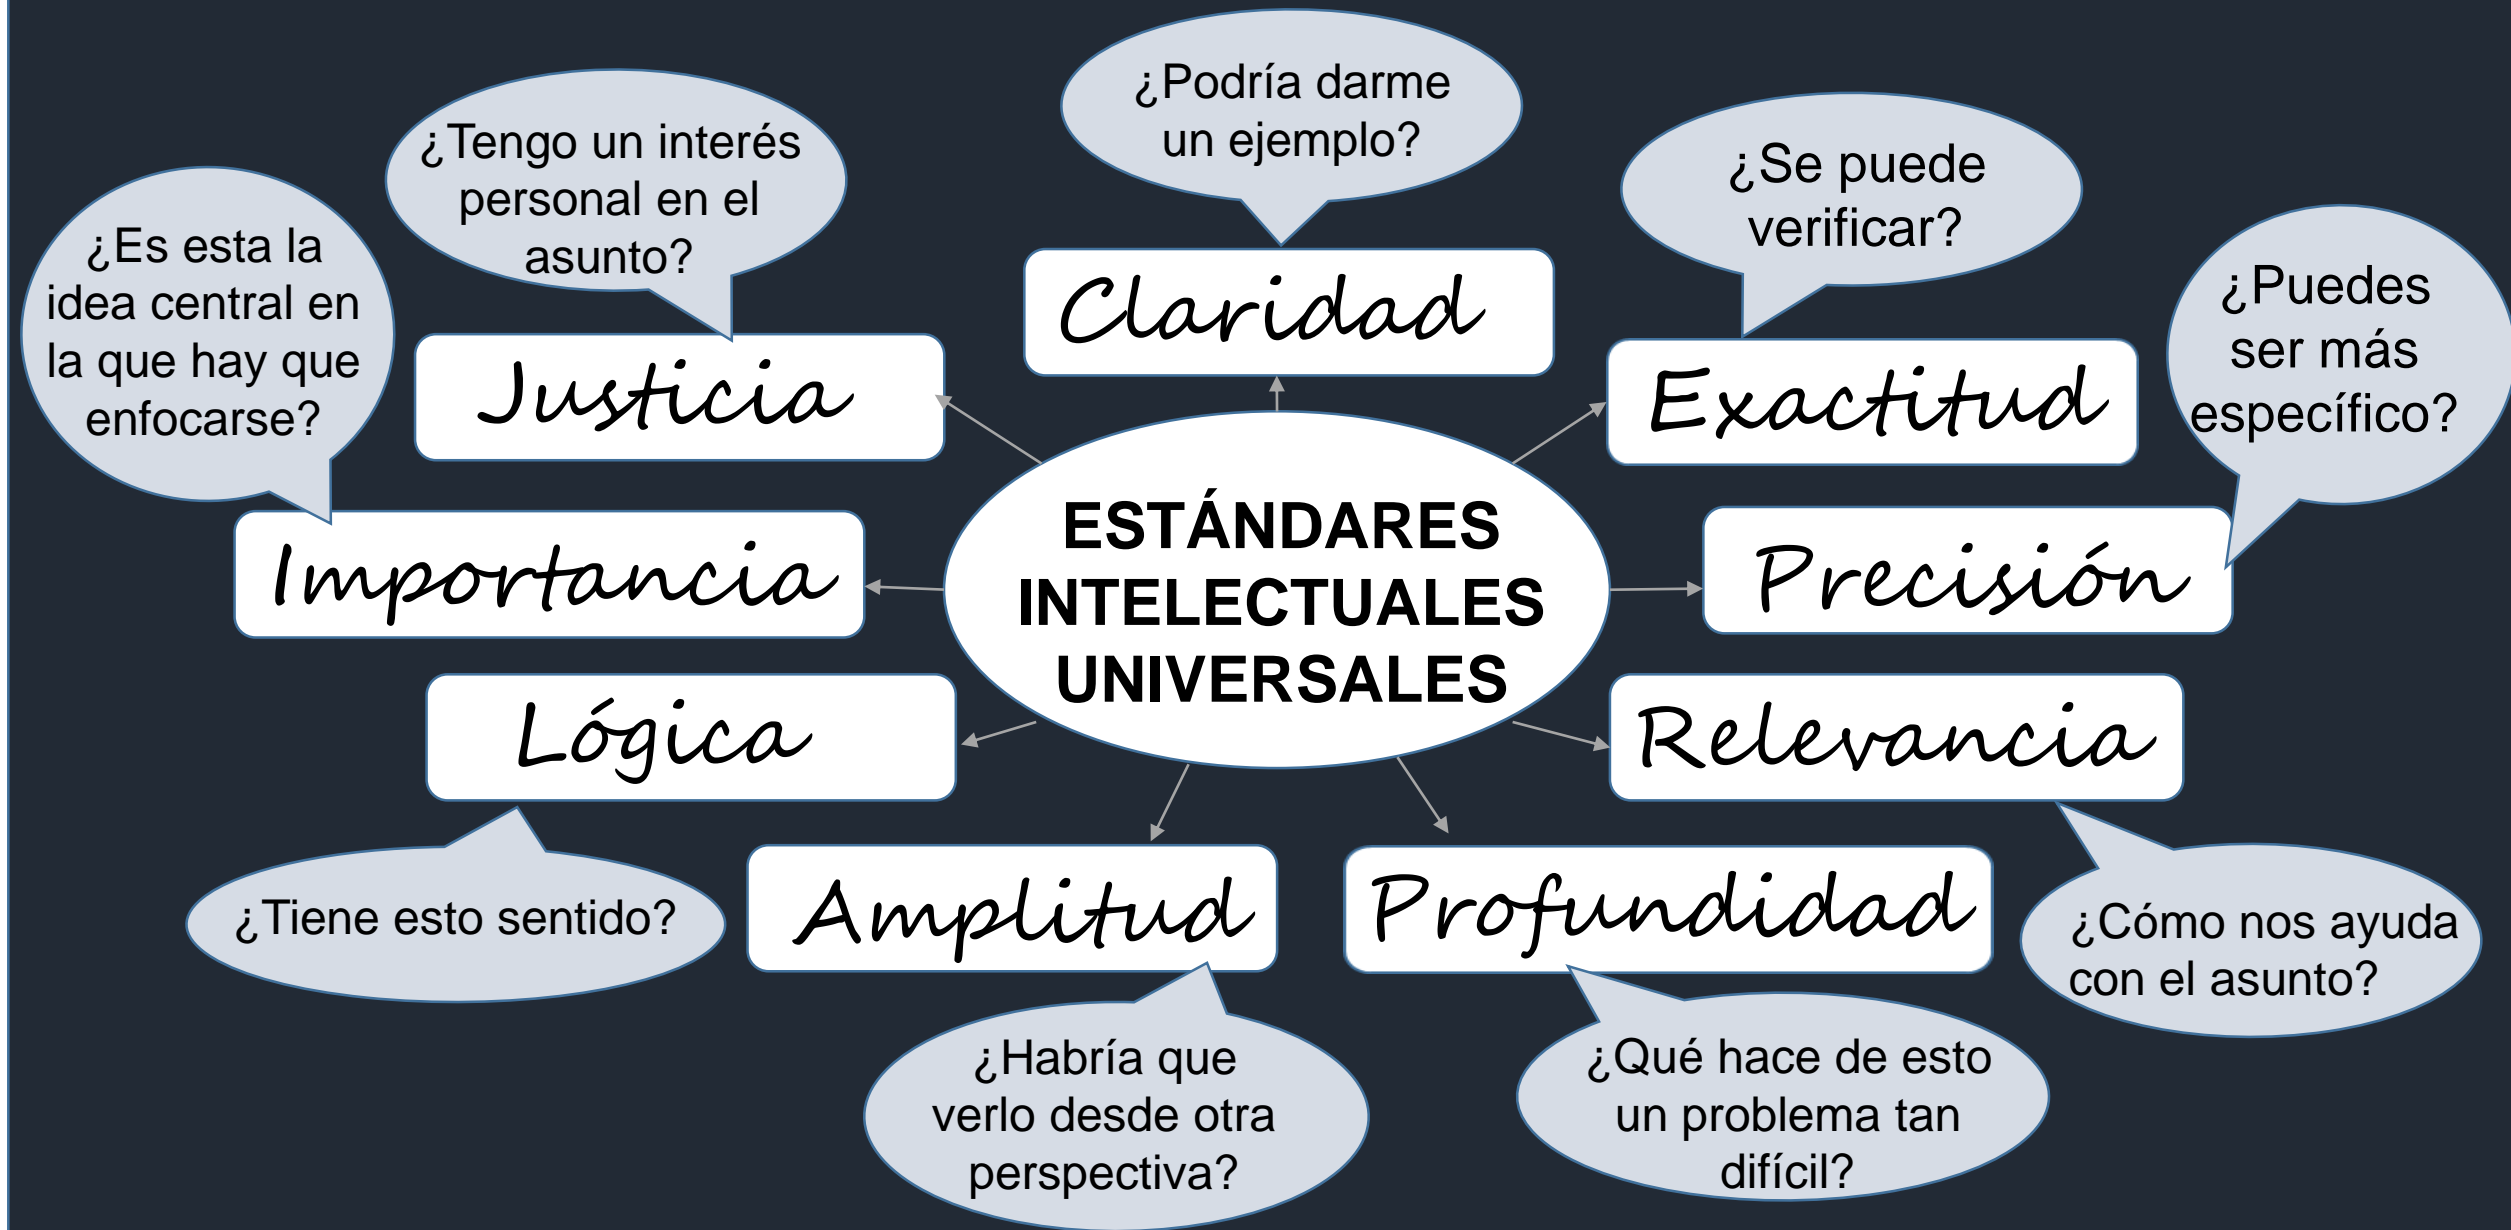 ¿Podría darme
un ejemplo?
Claridad
¿Se puede
verificar?
Exactitud
¿Puedes
ser más
específico?
Precisión
Relevancia
¿Cómo nos ayuda
con el asunto?
Profundidad
¿Qué hace de esto
un problema tan
difícil?
Amplitud
¿Habría que
verlo desde otra
perspectiva?
Lógica
¿Tiene esto sentido?
Importancia
¿Es esta la
idea central en
la que hay que
enfocarse?
Justicia
¿Tengo un interés
personal en el
asunto?
ESTÁNDARES
INTELECTUALES
UNIVERSALES